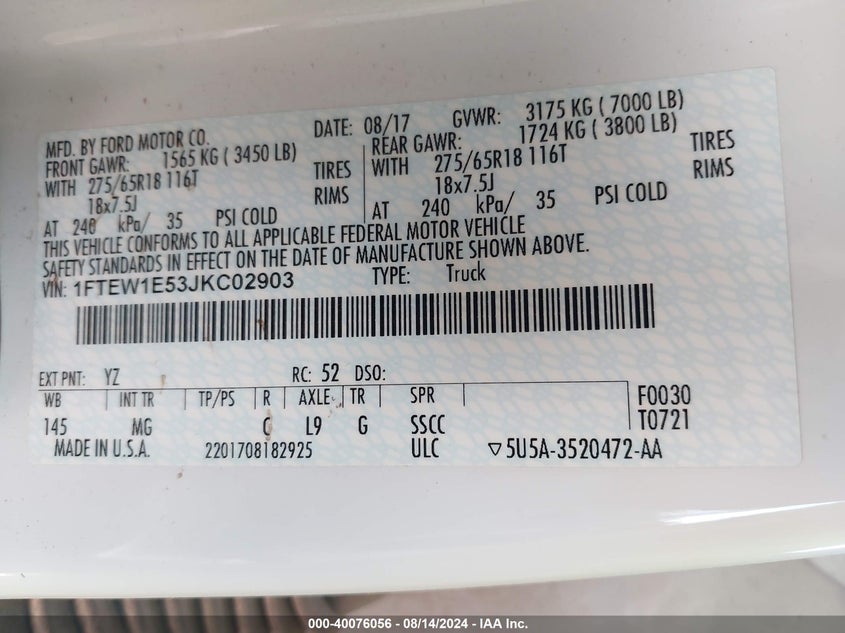 MFD. BY FORD MOTOR CO. DATE: 08/17 GVWR: 3175 KG ( 7000 LB)
FRONT GAWR: 1565 KG ( 3450 LB) REAR GAWR: 1724 KG ( 3800 LB)
WITH 275/65R18 116T TIRES WITH 275/65R18 116T TIRES
18x7.5J RIMS 18x7.5J RIMS
AT 240 kPa/ 35 PSI COLD AT 240 kPa/ 35 PSI COLD
THIS VEHICLE CONFORMS TO ALL APPLICABLE FEDERAL MOTOR VEHICLE
SAFETY STANDARDS IN EFFECT ON THE DATE OF MANUFACTURE SHOWN ABOVE.
VIN: 1FTEW1E53JKC02903 TYPE: Truck
EXT PNT: YZ RC: 52 DSO:
WB INT TR TP/PS R AXLE TR SPR F0030
145 MG C L9 G SSCC T0721
MADE IN U.S.A. 2201708182925 ULC ▽5U5A-3520472-AA
000-40076056 - 08/14/2024 - IAA Inc.